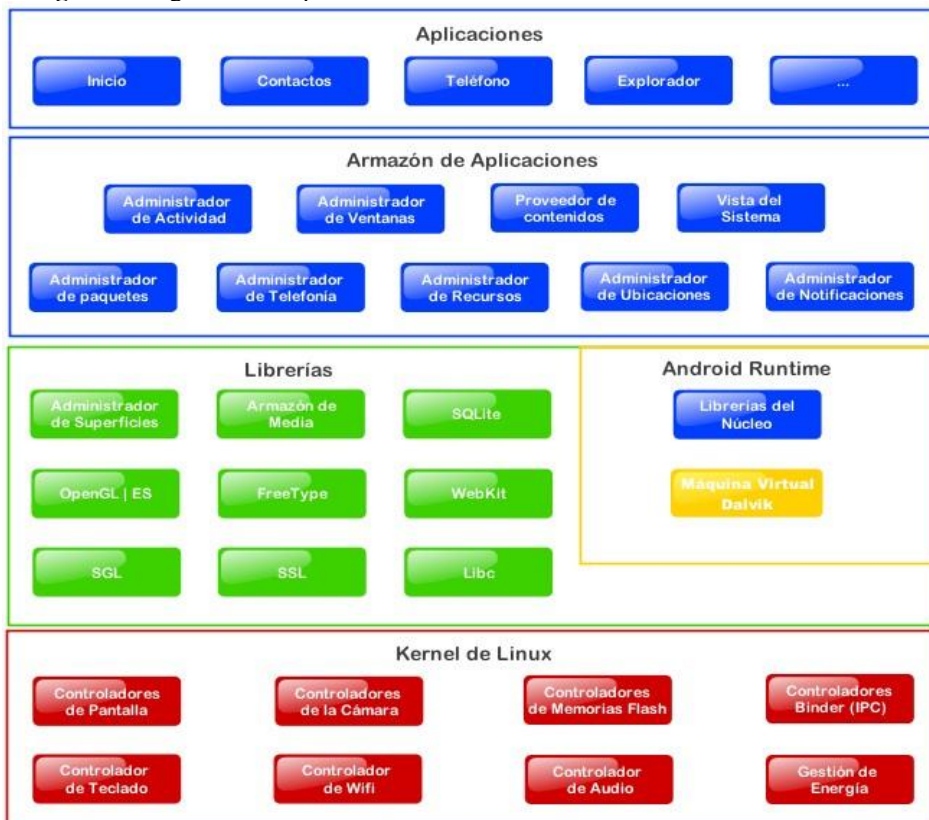 Aplicaciones
Inicio
Contactos
Teléfono
Explorador
...
Armazón de Aplicaciones
Administrador
de Actividad
Administrador
de Ventanas
Proveedor de
contenidos
Vista del
Sistema
Administrador
de paquetes
Administrador
de Telefonía
Administrador
de Recursos
Administrador
de Ubicaciones
Administrador
de Notificaciones
Librerías
Administrador
de Superficies
Armazón de
Media
SQLite
OpenGL | ES
FreeType
WebKit
SGL
SSL
Libc
Android Runtime
Librerías del
Núcleo
Máquina Virtual
Dalvik
Kernel de Linux
Controladores
de Pantalla
Controladores
de la Cámara
Controladores
de Memorias Flash
Controladores
Binder (IPC)
Controlador
de Teclado
Controlador
de Wifi
Controlador
de Audio
Gestión de
Energía